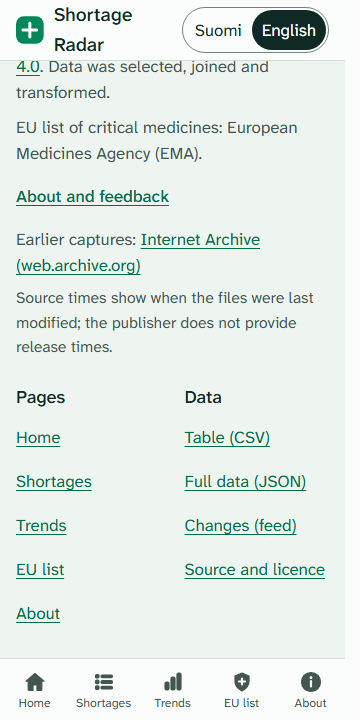 Shortage
Radar
Suomi English
4.0. Data was selected, joined and
transformed.
EU list of critical medicines: European
Medicines Agency (EMA).
About and feedback
Earlier captures: Internet Archive
(web.archive.org)
Source times show when the files were last
modified; the publisher does not provide
release times.
Pages
Home
Shortages
Trends
EU list
About
Data
Table (CSV)
Full data (JSON)
Changes (feed)
Source and licence
Home Shortages Trends EU list About